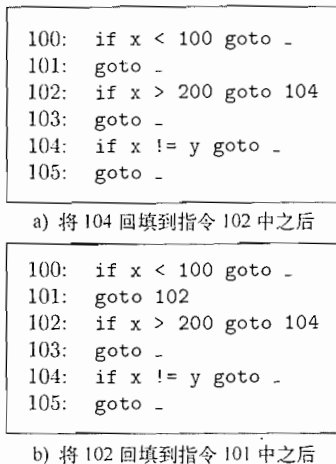 100: if x < 100 goto _
101: goto _
102: if x > 200 goto 104
103: goto _
104: if x != y goto _
105: goto _
a) 将 104 回填到指令 102 中之后
100: if x < 100 goto _
101: goto 102
102: if x > 200 goto 104
103: goto _
104: if x != y goto _
105: goto _
b) 将 102 回填到指令 101 中之后